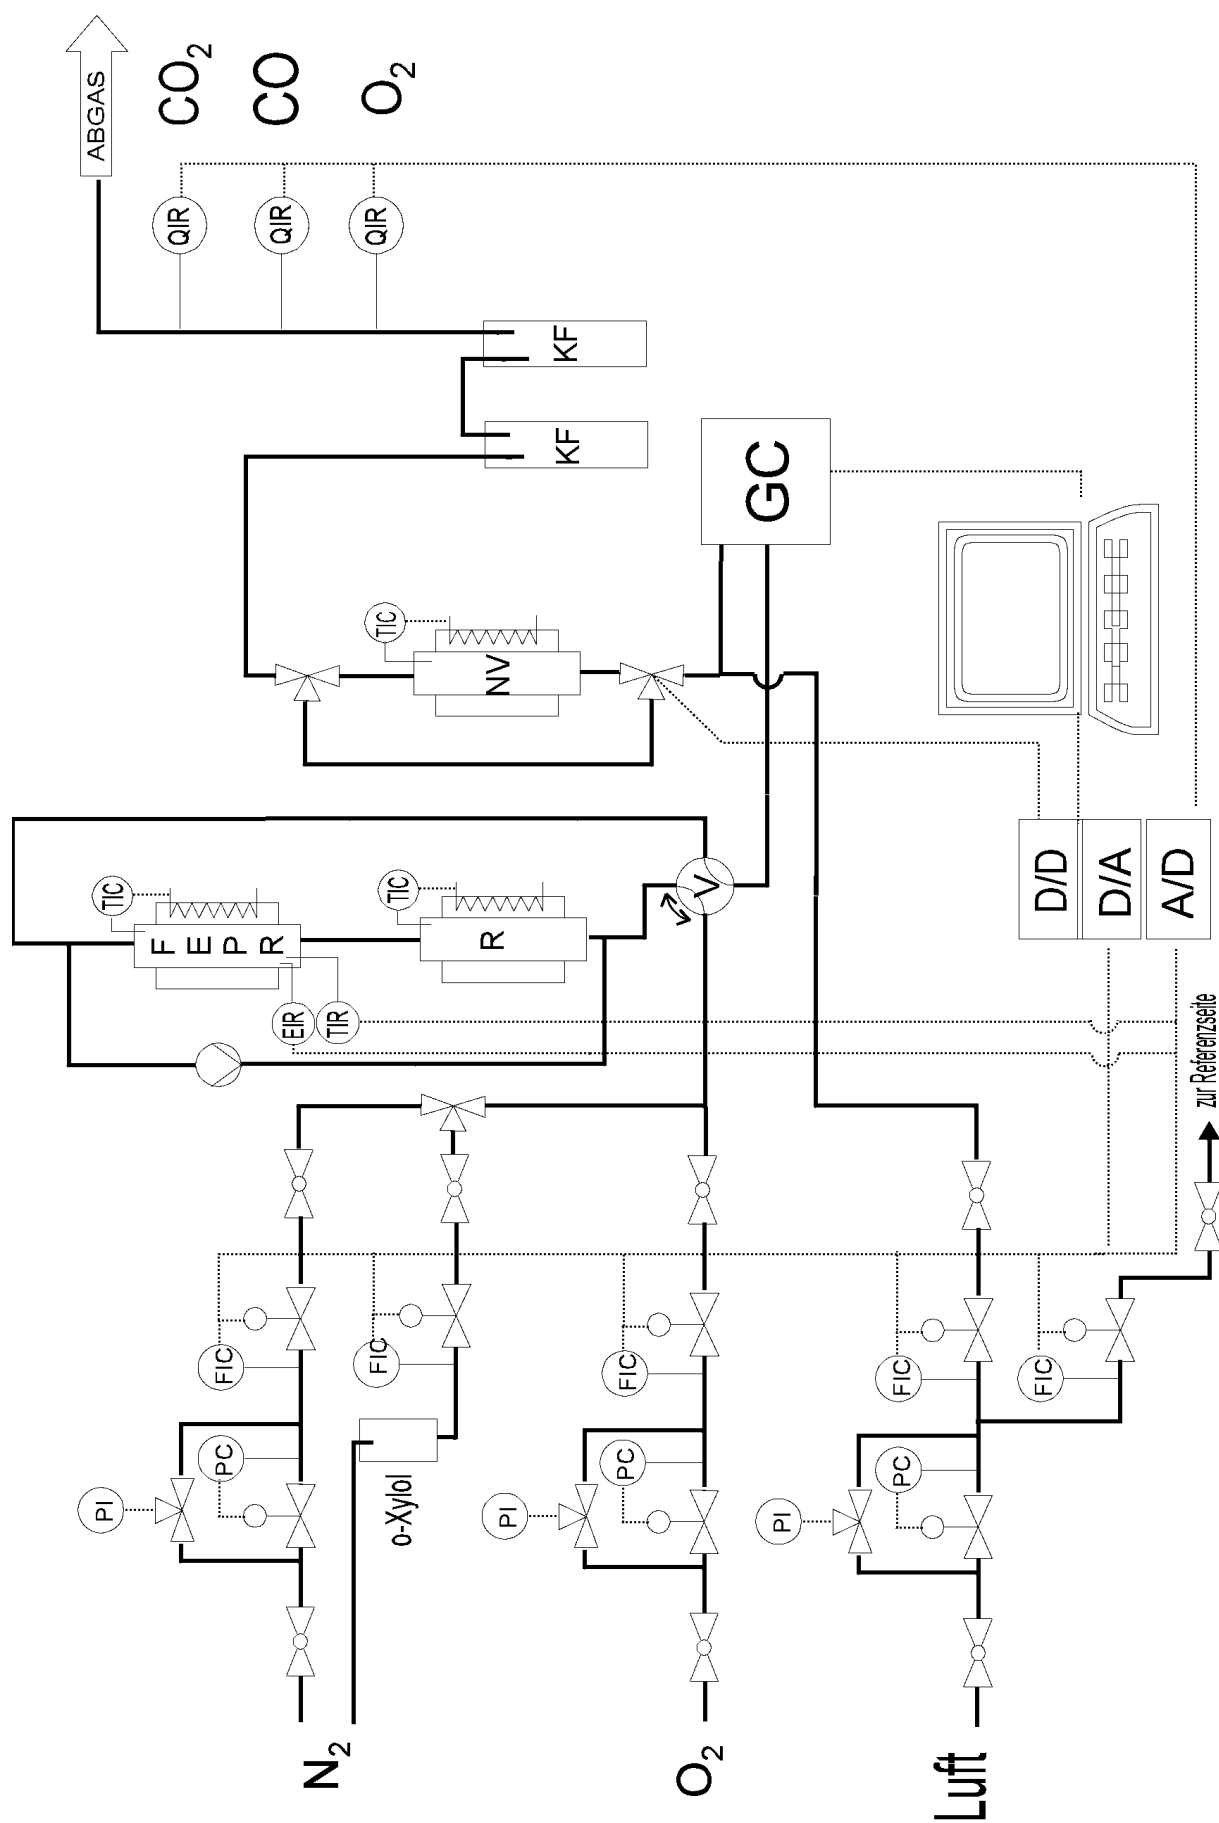 ABGAS
CO2
CO
O2
QIR
QIR
QIR
KF
KF
GC
TIC
NV
TIC
FEPR
EIR
TIR
TIC
R
V
D/D
D/A
A/D
zur Referenzseite
FIC
FIC
FIC
FIC
FIC
PI
PC
o-Xylol
PI
PC
PI
PC
N2
O2
Luft